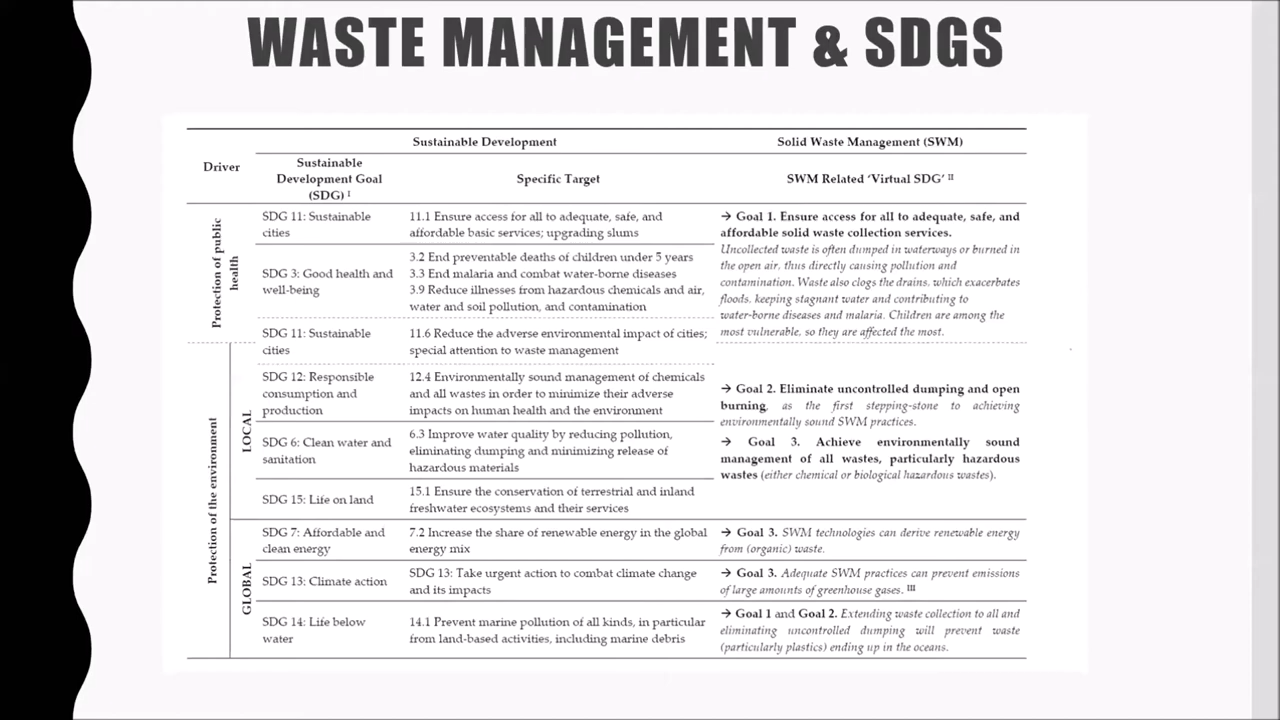 WASTE MANAGEMENT & SDGS
Sustainable Development
Solid Waste Management (SWM)
Driver
Sustainable
Development Goal
(SDG) I
Specific Target
SWM Related ‘Virtual SDG’ II
Protection of public
health
SDG 11: Sustainable
cities
11.1 Ensure access for all to adequate, safe, and
affordable basic services; upgrading slums
→ Goal 1. Ensure access for all to adequate, safe, and
affordable solid waste collection services.
Uncollected waste is often dumped in waterways or burned in
the open air, thus directly causing pollution and
contamination. Waste also clogs the drains, which exacerbates
floods, keeping stagnant water and contributing to
water-borne diseases and malaria. Children are among the
most vulnerable, so they are affected the most.
SDG 3: Good health and
well-being
3.2 End preventable deaths of children under 5 years
3.3 End malaria and combat water-borne diseases
3.9 Reduce illnesses from hazardous chemicals and air,
water and soil pollution, and contamination
SDG 11: Sustainable
cities
11.6 Reduce the adverse environmental impact of cities;
special attention to waste management
Protection of the environment
LOCAL
SDG 12: Responsible
consumption and
production
12.4 Environmentally sound management of chemicals
and all wastes in order to minimize their adverse
impacts on human health and the environment
→ Goal 2. Eliminate uncontrolled dumping and open
burning, as the first stepping-stone to achieving
environmentally sound SWM practices.
→ Goal 3. Achieve environmentally sound
management of all wastes, particularly hazardous
wastes (either chemical or biological hazardous wastes).
SDG 6: Clean water and
sanitation
6.3 Improve water quality by reducing pollution,
eliminating dumping and minimizing release of
hazardous materials
SDG 15: Life on land
15.1 Ensure the conservation of terrestrial and inland
freshwater ecosystems and their services
GLOBAL
SDG 7: Affordable and
clean energy
7.2 Increase the share of renewable energy in the global
energy mix
→ Goal 3. SWM technologies can derive renewable energy
from (organic) waste.
SDG 13: Climate action
SDG 13: Take urgent action to combat climate change
and its impacts
→ Goal 3. Adequate SWM practices can prevent emissions
of large amounts of greenhouse gases. III
SDG 14: Life below
water
14.1 Prevent marine pollution of all kinds, in particular
from land-based activities, including marine debris
→ Goal 1 and Goal 2. Extending waste collection to all and
eliminating uncontrolled dumping will prevent waste
(particularly plastics) ending up in the oceans.